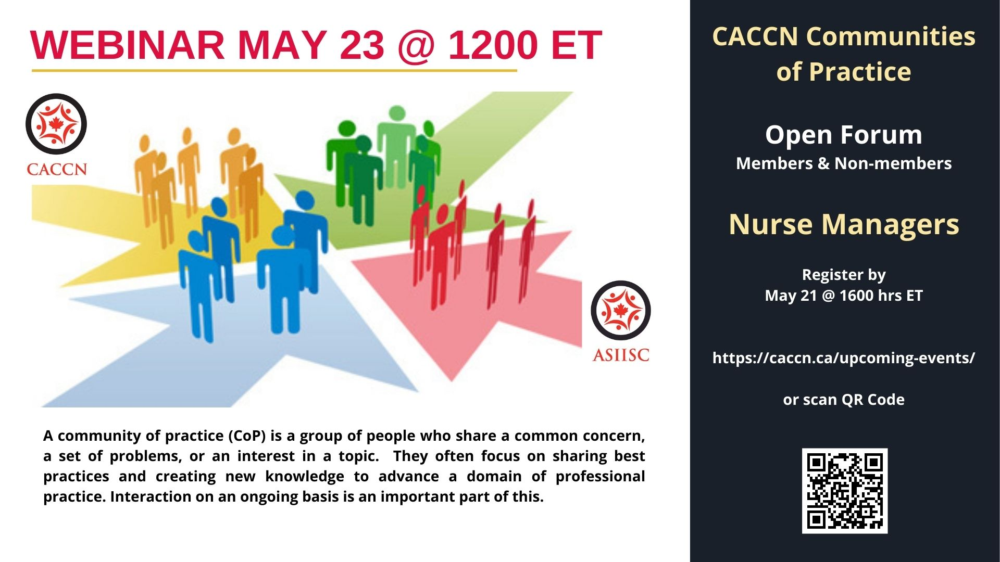 WEBINAR MAY 23 @ 1200 ET
CACCN
ASIISC
A community of practice (CoP) is a group of people who share a common concern,
a set of problems, or an interest in a topic.  They often focus on sharing best
practices and creating new knowledge to advance a domain of professional
practice. Interaction on an ongoing basis is an important part of this.
CACCN Communities
of Practice
Open Forum
Members & Non-members
Nurse Managers
Register by
May 21 @ 1600 hrs ET
https://caccn.ca/upcoming-events/
or scan QR Code